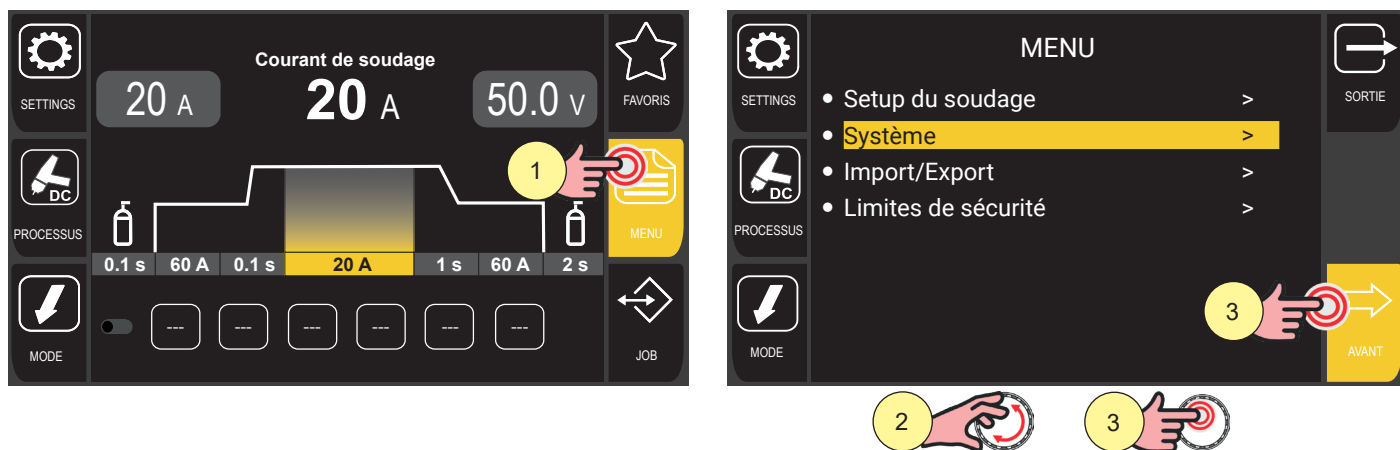 SETTINGS
Courant de soudage
20 A
20 A
50.0 V
FAVORIS
1
DC
PROCESSUS
MENU
0.1 s 60 A 0.1 s 20 A 1 s 60 A 2 s
--- --- --- --- --- ---
MODE
JOB
MENU
SETTINGS
SORTIE
• Setup du soudage >
• Système >
• Import/Export >
• Limites de sécurité >
DC
PROCESSUS
3
MODE
AVANT
2
3